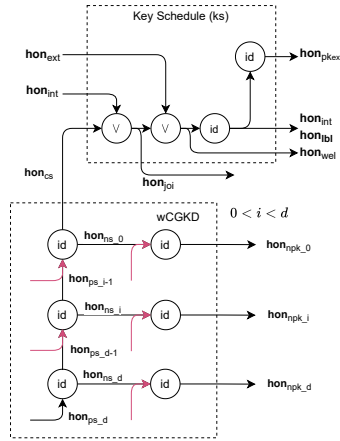 Key Schedule (ks)
hon_ext
id
hon_pkex
hon_int
∨
∨
id
hon_int
hon_lbl
hon_wel
hon_cs
hon_joi
wCGKD
0 < i < d
id
hon_ns_0
id
hon_npk_0
hon_ps_i-1
id
hon_ns_i
id
hon_npk_i
hon_ps_d-1
id
hon_ns_d
id
hon_npk_d
hon_ps_d